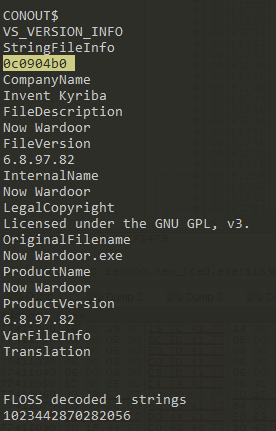 CONOUT$
VS_VERSION_INFO
StringFileInfo
0c0904b0
CompanyName
Invent Kyriba
FileDescription
Now Wardoor
FileVersion
6.8.97.82
InternalName
Now Wardoor
LegalCopyright
Licensed under the GNU GPL, v3.
OriginalFilename
Now Wardoor.exe
ProductName
Now Wardoor
ProductVersion
6.8.97.82
VarFileInfo
Translation
FLOSS decoded 1 strings
1023442870282056